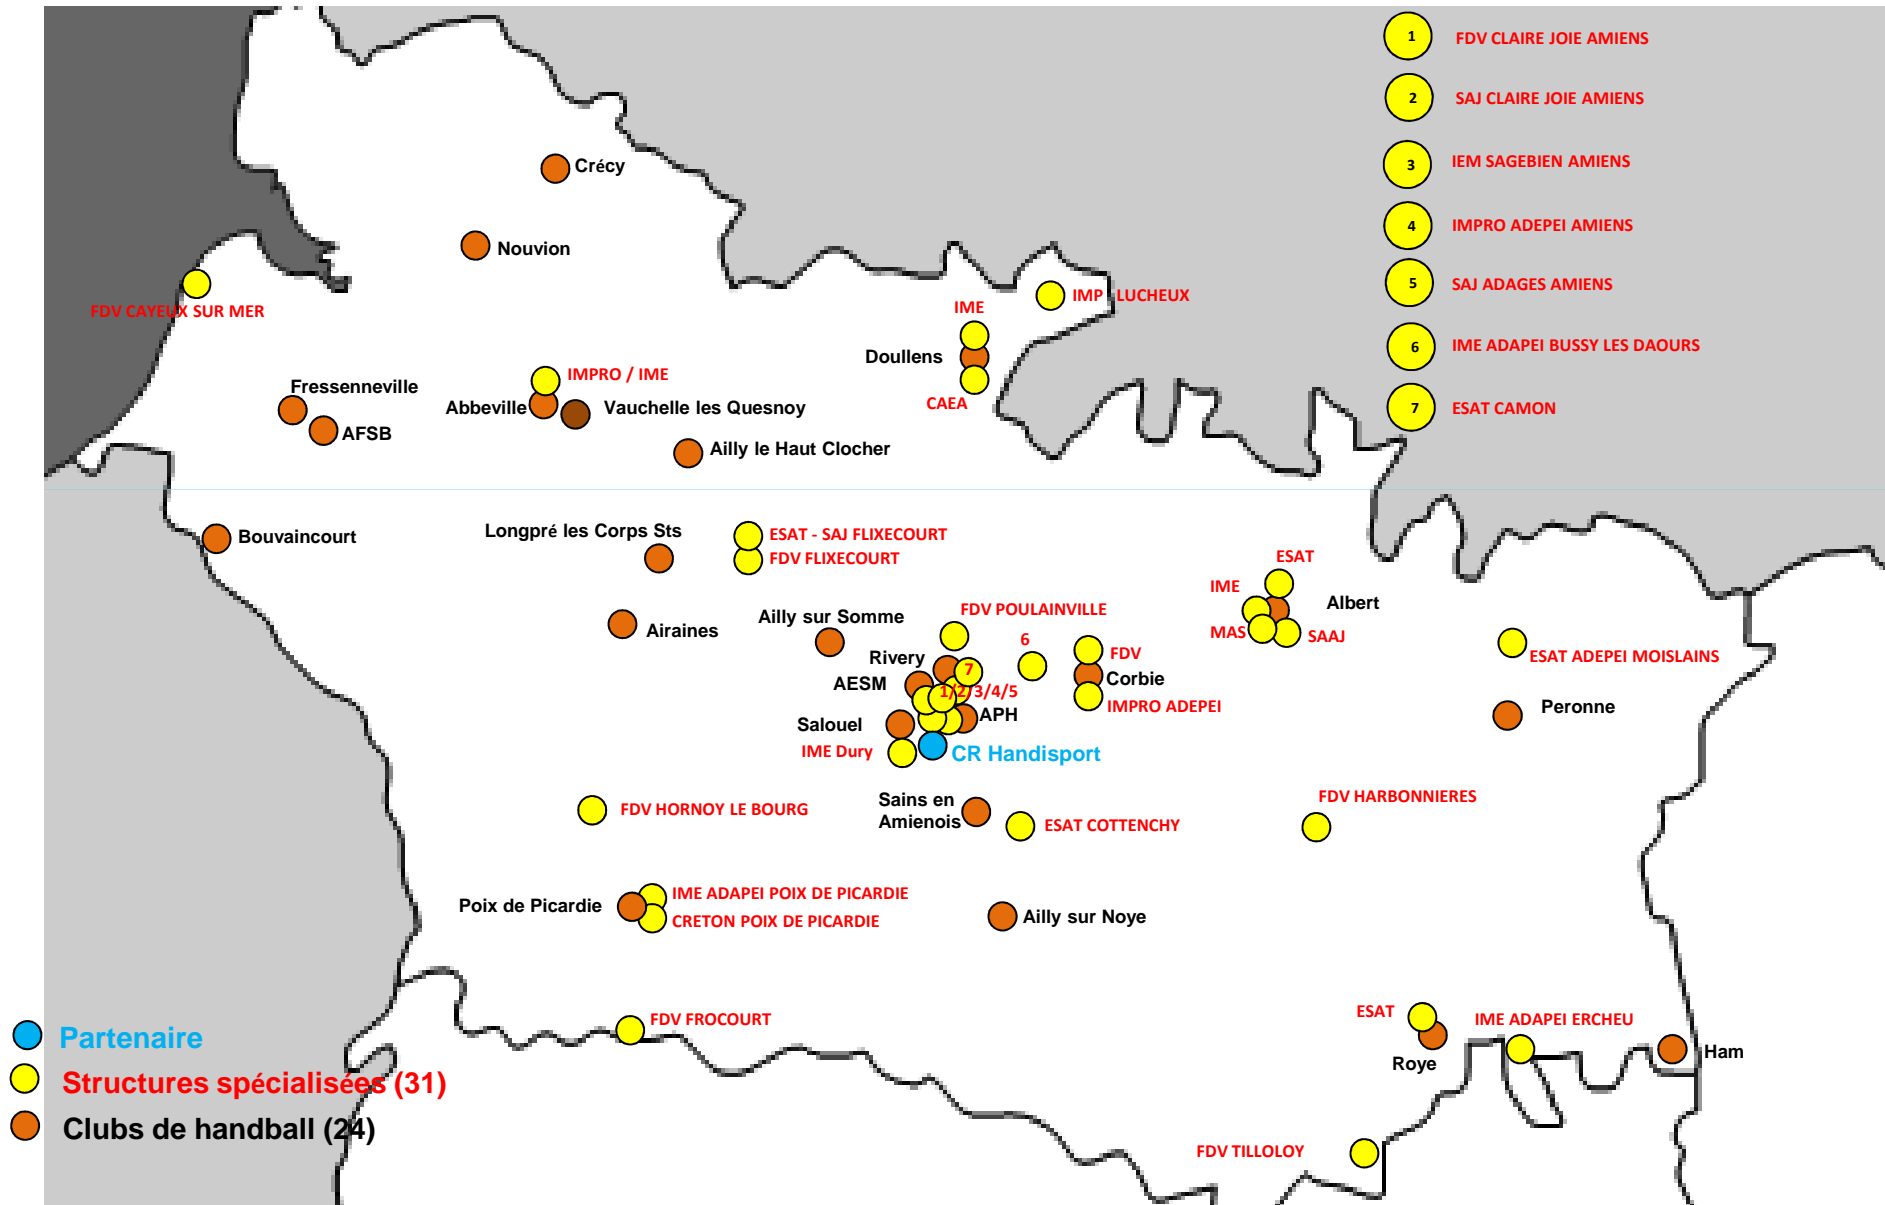 1 FDV CLAIRE JOIE AMIENS
2 SAJ CLAIRE JOIE AMIENS
3 IEM SAGEBIEN AMIENS
4 IMPRO ADEPEI AMIENS
5 SAJ ADAGES AMIENS
6 IME ADAPEI BUSSY LES DAOURS
7 ESAT CAMON
Crécy
Nouvion
FDV CAYEUX SUR MER
IMP LUCHEUX
IME
Doullens
CAEA
IMPRO / IME
Fressenneville
Abbeville
Vauchelle les Quesnoy
AFSB
Ailly le Haut Clocher
Bouvaincourt
Longpré les Corps Sts
ESAT - SAJ FLIXECOURT
FDV FLIXECOURT
ESAT
IME
Albert
MAS
SAAJ
Airaines
Ailly sur Somme
FDV POULAINVILLE
6
FDV
Rivery
7
Corbie
AESM
1/2/3/4/5
IMPRO ADEPEI
ESAT ADEPEI MOISLAINS
Peronne
Salouel
APH
IME Dury
CR Handisport
FDV HORNOY LE BOURG
Sains en
Amienois
ESAT COTTENCHY
FDV HARBONNIERES
Poix de Picardie
IME ADAPEI POIX DE PICARDIE
CRETON POIX DE PICARDIE
Ailly sur Noye
FDV FROCOURT
ESAT
IME ADAPEI ERCHEU
Roye
Ham
FDV TILLOLOY
Partenaire
Structures spécialisées (31)
Clubs de handball (24)